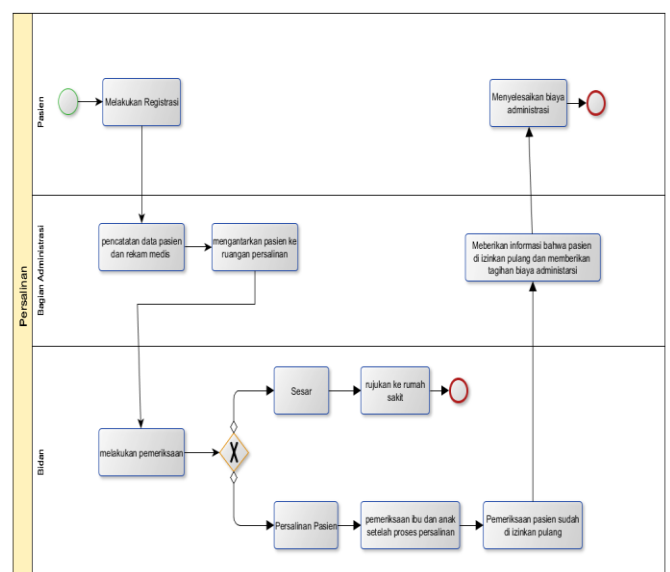 Persalinan
Pasien
Melakukan Registrasi
Menyelesaikan biaya
administrasi
Bagian Administrasi
pencatatan data pasien
dan rekam medis
mengantarkan pasien ke
ruangan persalinan
Meberikan informasi bahwa pasien
di izinkan pulang dan memberikan
tagihan biaya administarsi
Bidan
melakukan pemeriksaan
X
Sesar
rujukan ke rumah
sakit
Persalinan Pasien
pemeriksaan ibu dan anak
setelah proses persalinan
Pemeriksaan pasien sudah
di izinkan pulang